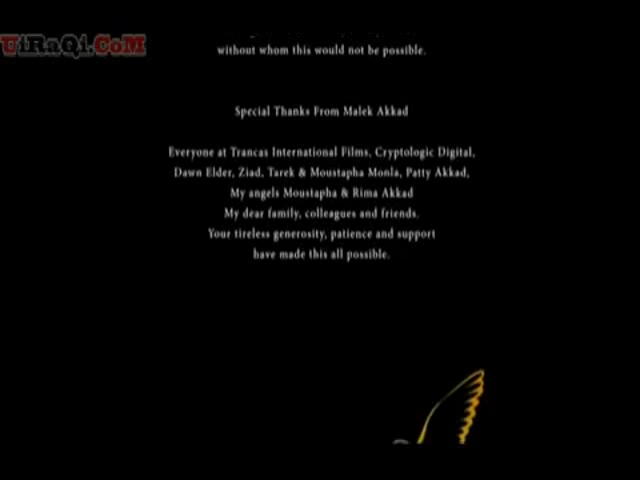 UiRaQi.CoM
without whom this would not be possible.
Special Thanks From Malek Akkad
Everyone at Trancas International Films, Cryptologic Digital,
Dawn Elder, Ziad, Tarek & Moustapha Monla, Patty Akkad,
My angels Moustapha & Rima Akkad
My dear family, colleagues and friends.
Your tireless generosity, patience and support
have made this all possible.